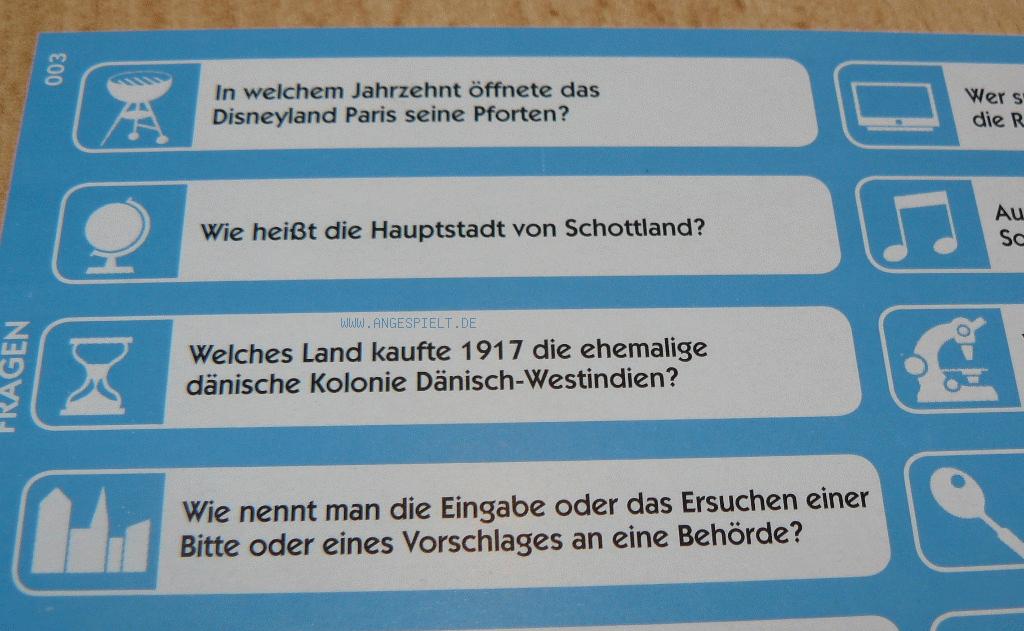 003
In welchem Jahrzehnt öffnete das
Disneyland Paris seine Pforten?
Wie heißt die Hauptstadt von Schottland?
WWW.ANGESPIELT.DE
Welches Land kaufte 1917 die ehemalige
dänische Kolonie Dänisch-Westindien?
Wie nennt man die Eingabe oder das Ersuchen einer
Bitte oder eines Vorschlages an eine Behörde?
FRAGEN
Wer
die